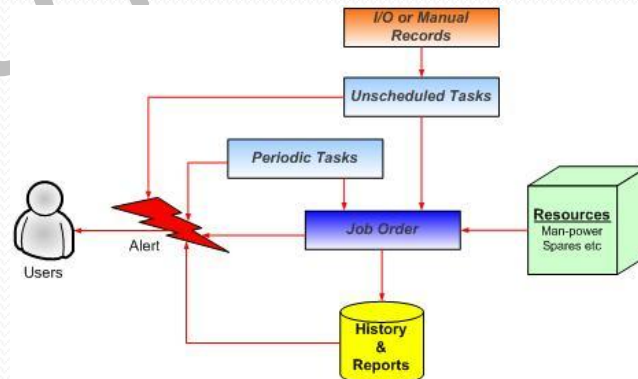 I/O or Manual
Records
Unscheduled Tasks
Periodic Tasks
Resources
Man-power
Spares etc
Job Order
Alert
Users
History
&
Reports